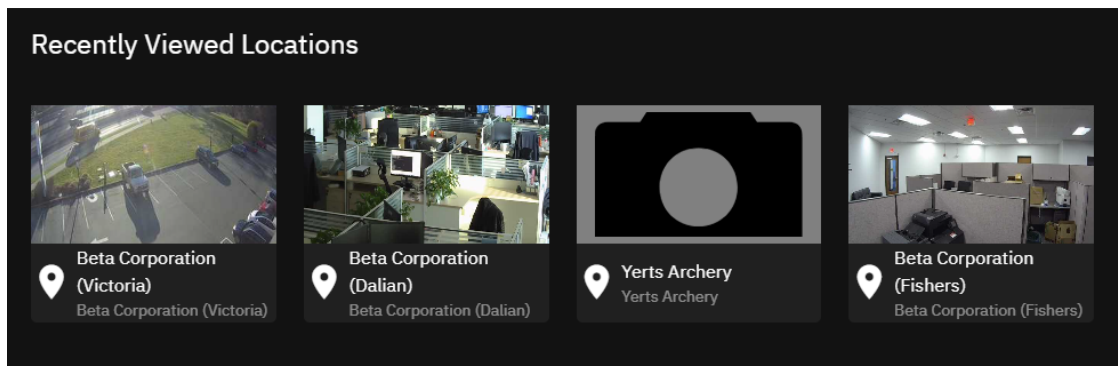 Recently Viewed Locations
Beta Corporation
(Victoria)
Beta Corporation (Victoria)
Beta Corporation
(Dalian)
Beta Corporation (Dalian)
Yerts Archery
Yerts Archery
Beta Corporation
(Fishers)
Beta Corporation (Fishers)